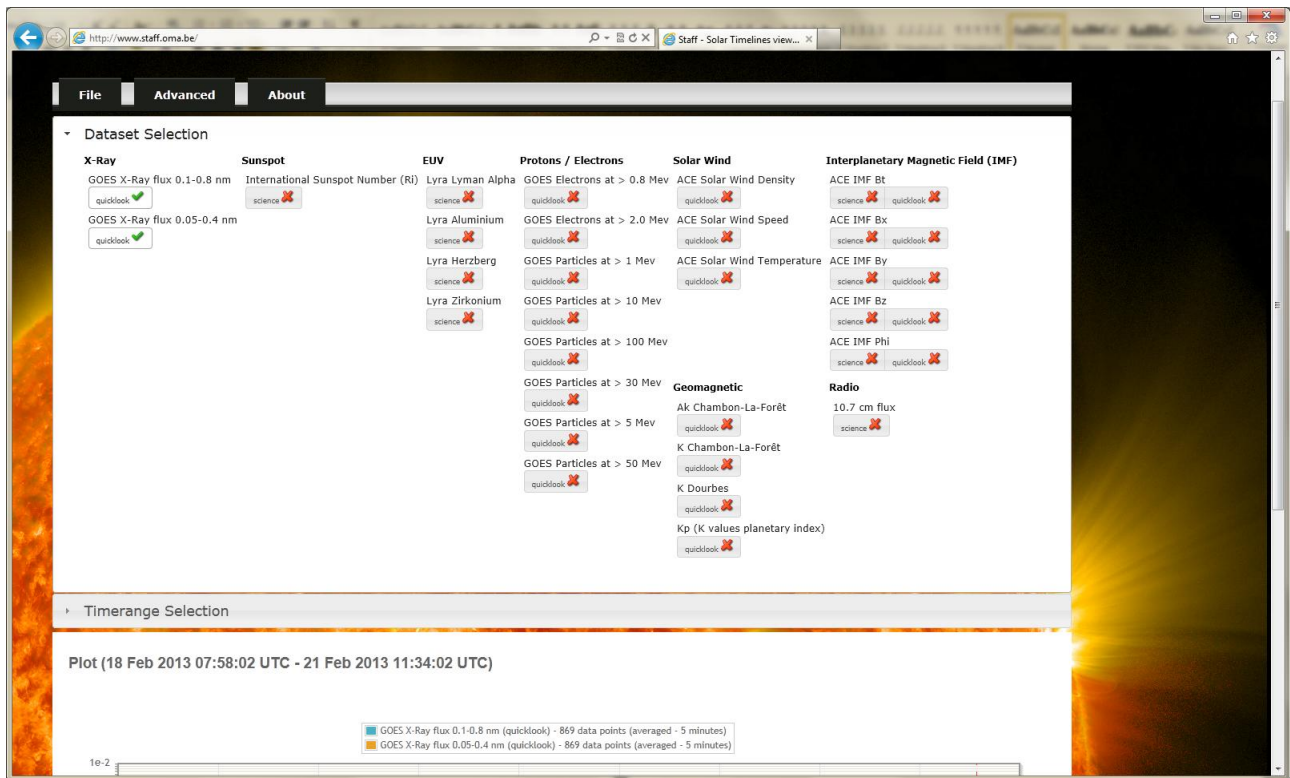 http://www.staff.oma.be/
Staff - Solar Timelines view...
File Advanced About
Dataset Selection
X-Ray
GOES X-Ray flux 0.1-0.8 nm
quicklook
GOES X-Ray flux 0.05-0.4 nm
quicklook
Sunspot
International Sunspot Number (Ri)
science
EUV
Lyra Lyman Alpha
science
Lyra Aluminium
science
Lyra Herzberg
science
Lyra Zirkonium
science
Protons / Electrons
GOES Electrons at > 0.8 Mev
quicklook
GOES Electrons at > 2.0 Mev
quicklook
GOES Particles at > 1 Mev
quicklook
GOES Particles at > 10 Mev
quicklook
GOES Particles at > 100 Mev
quicklook
GOES Particles at > 30 Mev
quicklook
GOES Particles at > 5 Mev
quicklook
GOES Particles at > 50 Mev
quicklook
Solar Wind
ACE Solar Wind Density
quicklook
ACE Solar Wind Speed
quicklook
ACE Solar Wind Temperature
quicklook
Geomagnetic
Ak Chambon-La-Forêt
quicklook
K Chambon-La-Forêt
quicklook
K Dourbes
quicklook
Kp (K values planetary index)
quicklook
Interplanetary Magnetic Field (IMF)
ACE IMF Bt
science quicklook
ACE IMF Bx
science quicklook
ACE IMF By
science quicklook
ACE IMF Bz
science quicklook
ACE IMF Phi
science quicklook
Radio
10.7 cm flux
science
Timerange Selection
Plot (18 Feb 2013 07:58:02 UTC - 21 Feb 2013 11:34:02 UTC)
GOES X-Ray flux 0.1-0.8 nm (quicklook) - 869 data points (averaged - 5 minutes)
GOES X-Ray flux 0.05-0.4 nm (quicklook) - 869 data points (averaged - 5 minutes)
1e-2